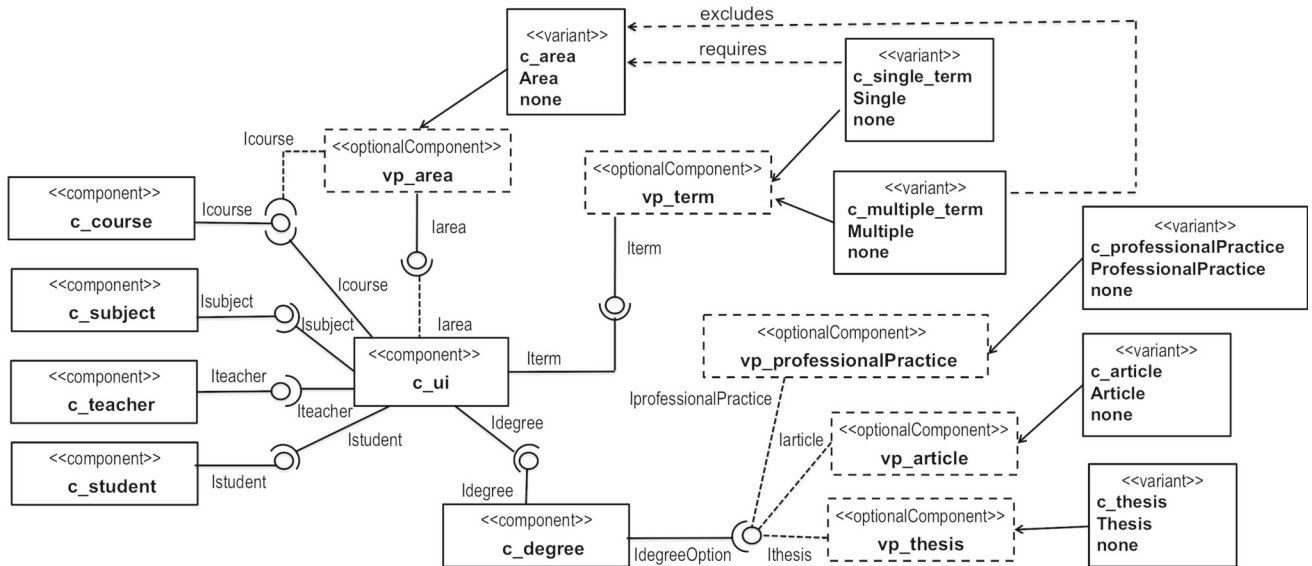 excludes
<<variant>>
c_area
Area
none
requires
<<variant>>
c_single_term
Single
none
Icourse
<<optionalComponent>>
vp_area
<<optionalComponent>>
vp_term
<<component>>
c_course
Icourse
<<variant>>
c_multiple_term
Multiple
none
Iarea
Iterm
<<variant>>
c_professionalPractice
ProfessionalPractice
none
<<component>>
c_subject
Isubject
Icourse
Isubject
Iarea
<<component>>
c_ui
Iterm
<<optionalComponent>>
vp_professionalPractice
<<variant>>
c_article
Article
none
<<component>>
c_teacher
Iteacher
Iteacher
IprofessionalPractice
Istudent
Idegree
Iarticle
<<optionalComponent>>
vp_article
<<component>>
c_student
Istudent
Idegree
<<variant>>
c_thesis
Thesis
none
<<component>>
c_degree
IdegreeOption
Ithesis
<<optionalComponent>>
vp_thesis